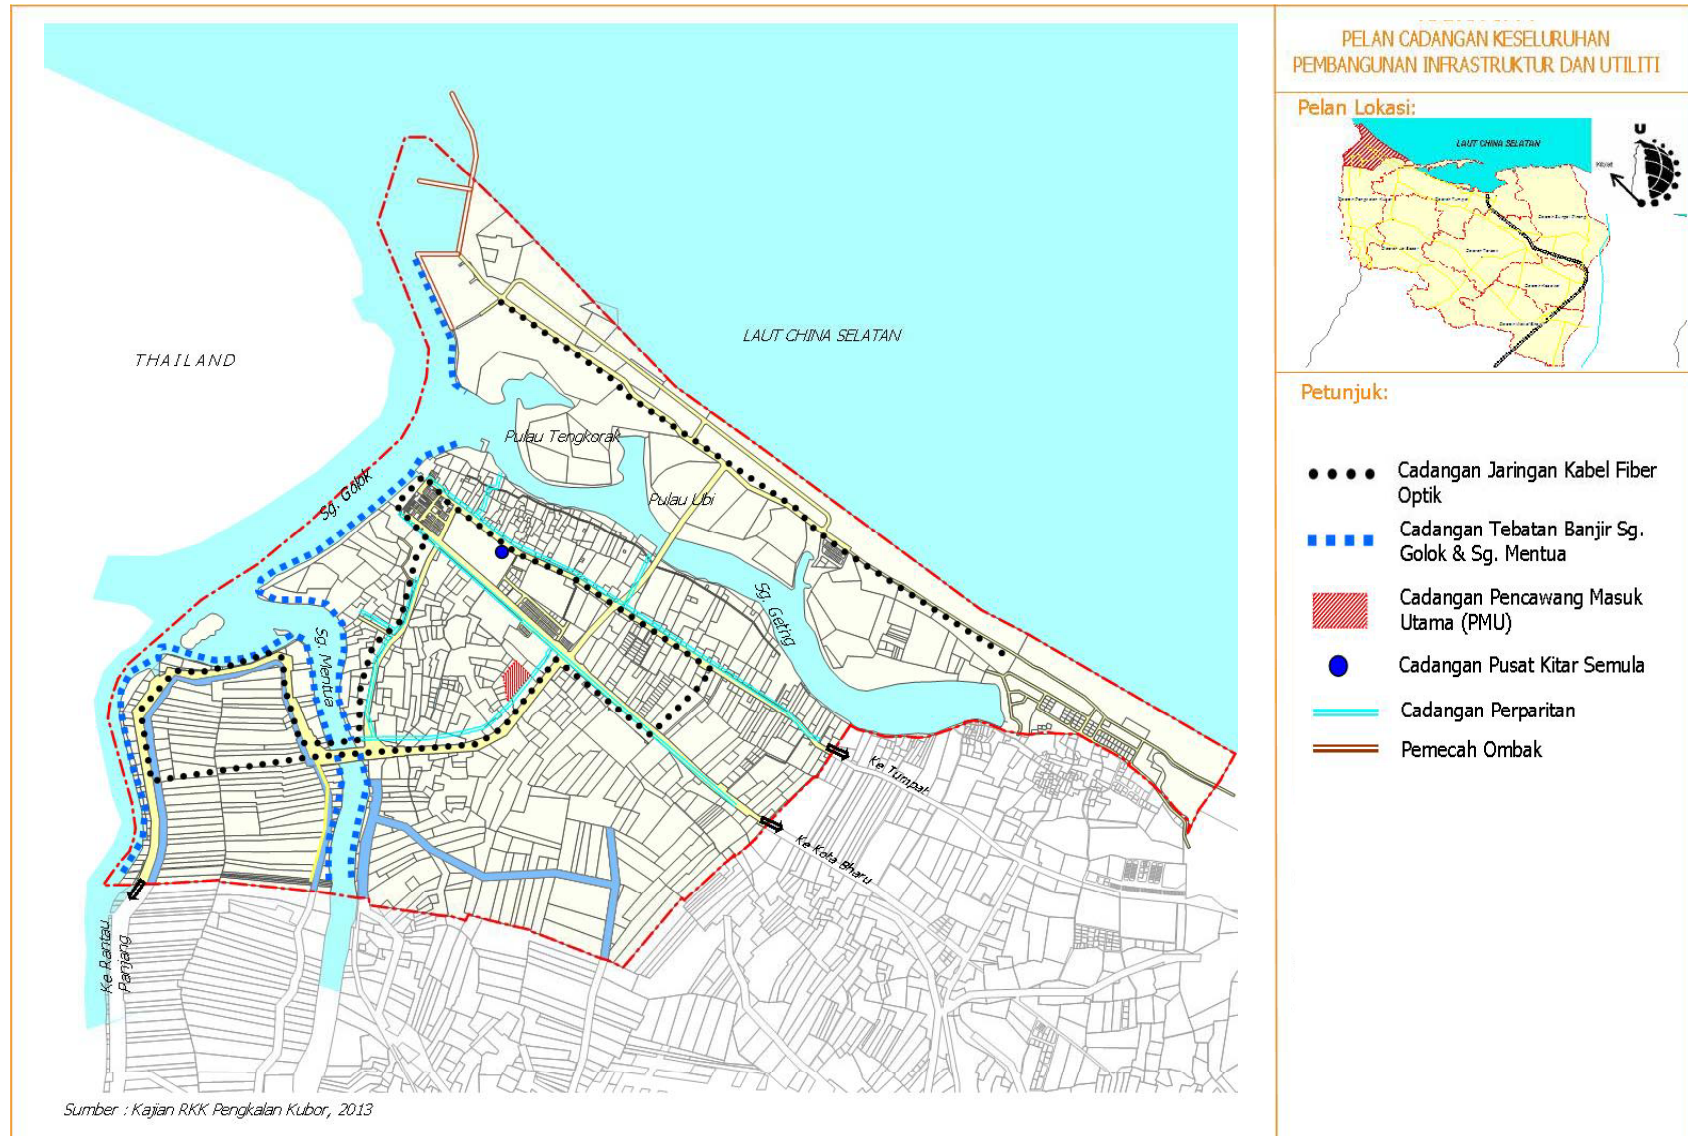 PELAN CADANGAN KESELURUHAN
PEMBANGUNAN INFRASTRUKTUR DAN UTILITI
Pelan Lokasi:
LAUT CHINA SELATAN
U
Kiblat
Petunjuk:
Cadangan Jaringan Kabel Fiber
Optik
Cadangan Tebatan Banjir Sg.
Golok & Sg. Mentua
Cadangan Pencawang Masuk
Utama (PMU)
Cadangan Pusat Kitar Semula
Cadangan Perparitan
Pemecah Ombak
THAILAND
LAUT CHINA SELATAN
Pulau Tengkorak
Pulau Ubi
Sg. Golok
Sg. Geting
Sg. Mentua
Ke Tumpat
Ke Kota Bharu
Ke Rantau
Panjang
Sumber : Kajian RKK Pengkalan Kubor, 2013